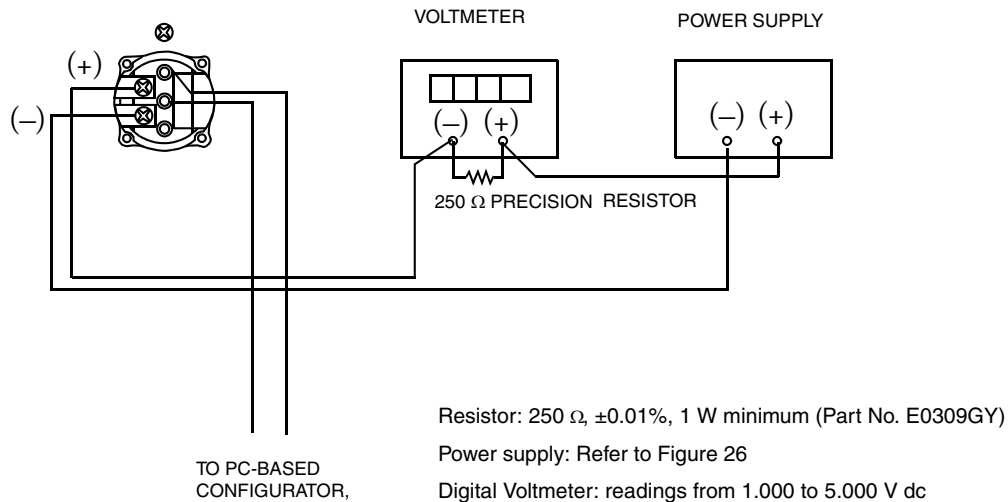 VOLTMETER
POWER SUPPLY
(+)
(–)
(–) (+)
(–) (+)
250 Ω PRECISION RESISTOR
TO PC-BASED
CONFIGURATOR,
Resistor: 250 Ω, ±0.01%, 1 W minimum (Part No. E0309GY)
Power supply: Refer to Figure 26
Digital Voltmeter: readings from 1.000 to 5.000 V dc